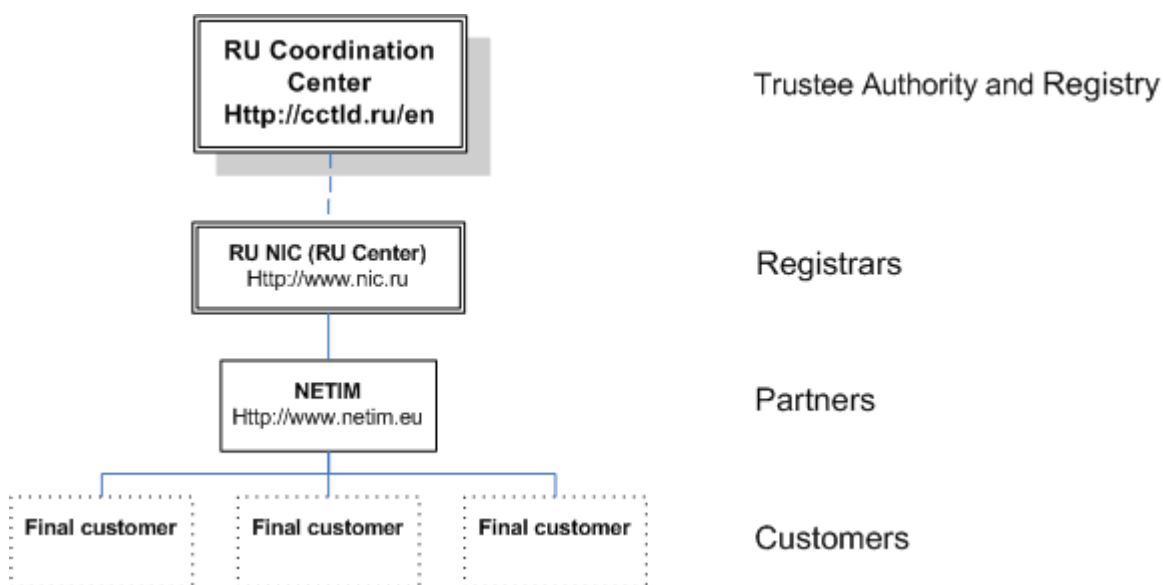 RU Coordination
Center
Http://cctld.ru/en
Trustee Authority and Registry
RU NIC (RU Center)
Http://www.nic.ru
Registrars
NETIM
Http://www.netim.eu
Partners
Final customer
Final customer
Final customer
Customers